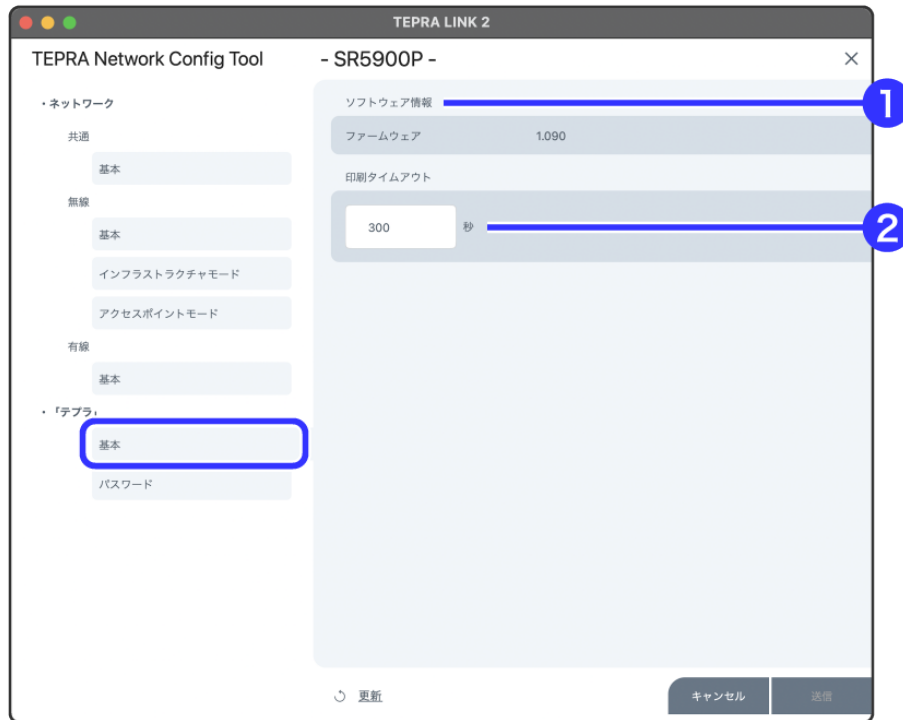 TEPRA LINK 2
TEPRA Network Config Tool
- SR5900P -
・ネットワーク
共通
基本
無線
基本
インフラストラクチャモード
アクセスポイントモード
有線
基本
・「テプラ」
基本
パスワード
ソフトウェア情報
1
ファームウェア 1.090
印刷タイムアウト
300 秒
2
更新
キャンセル
送信